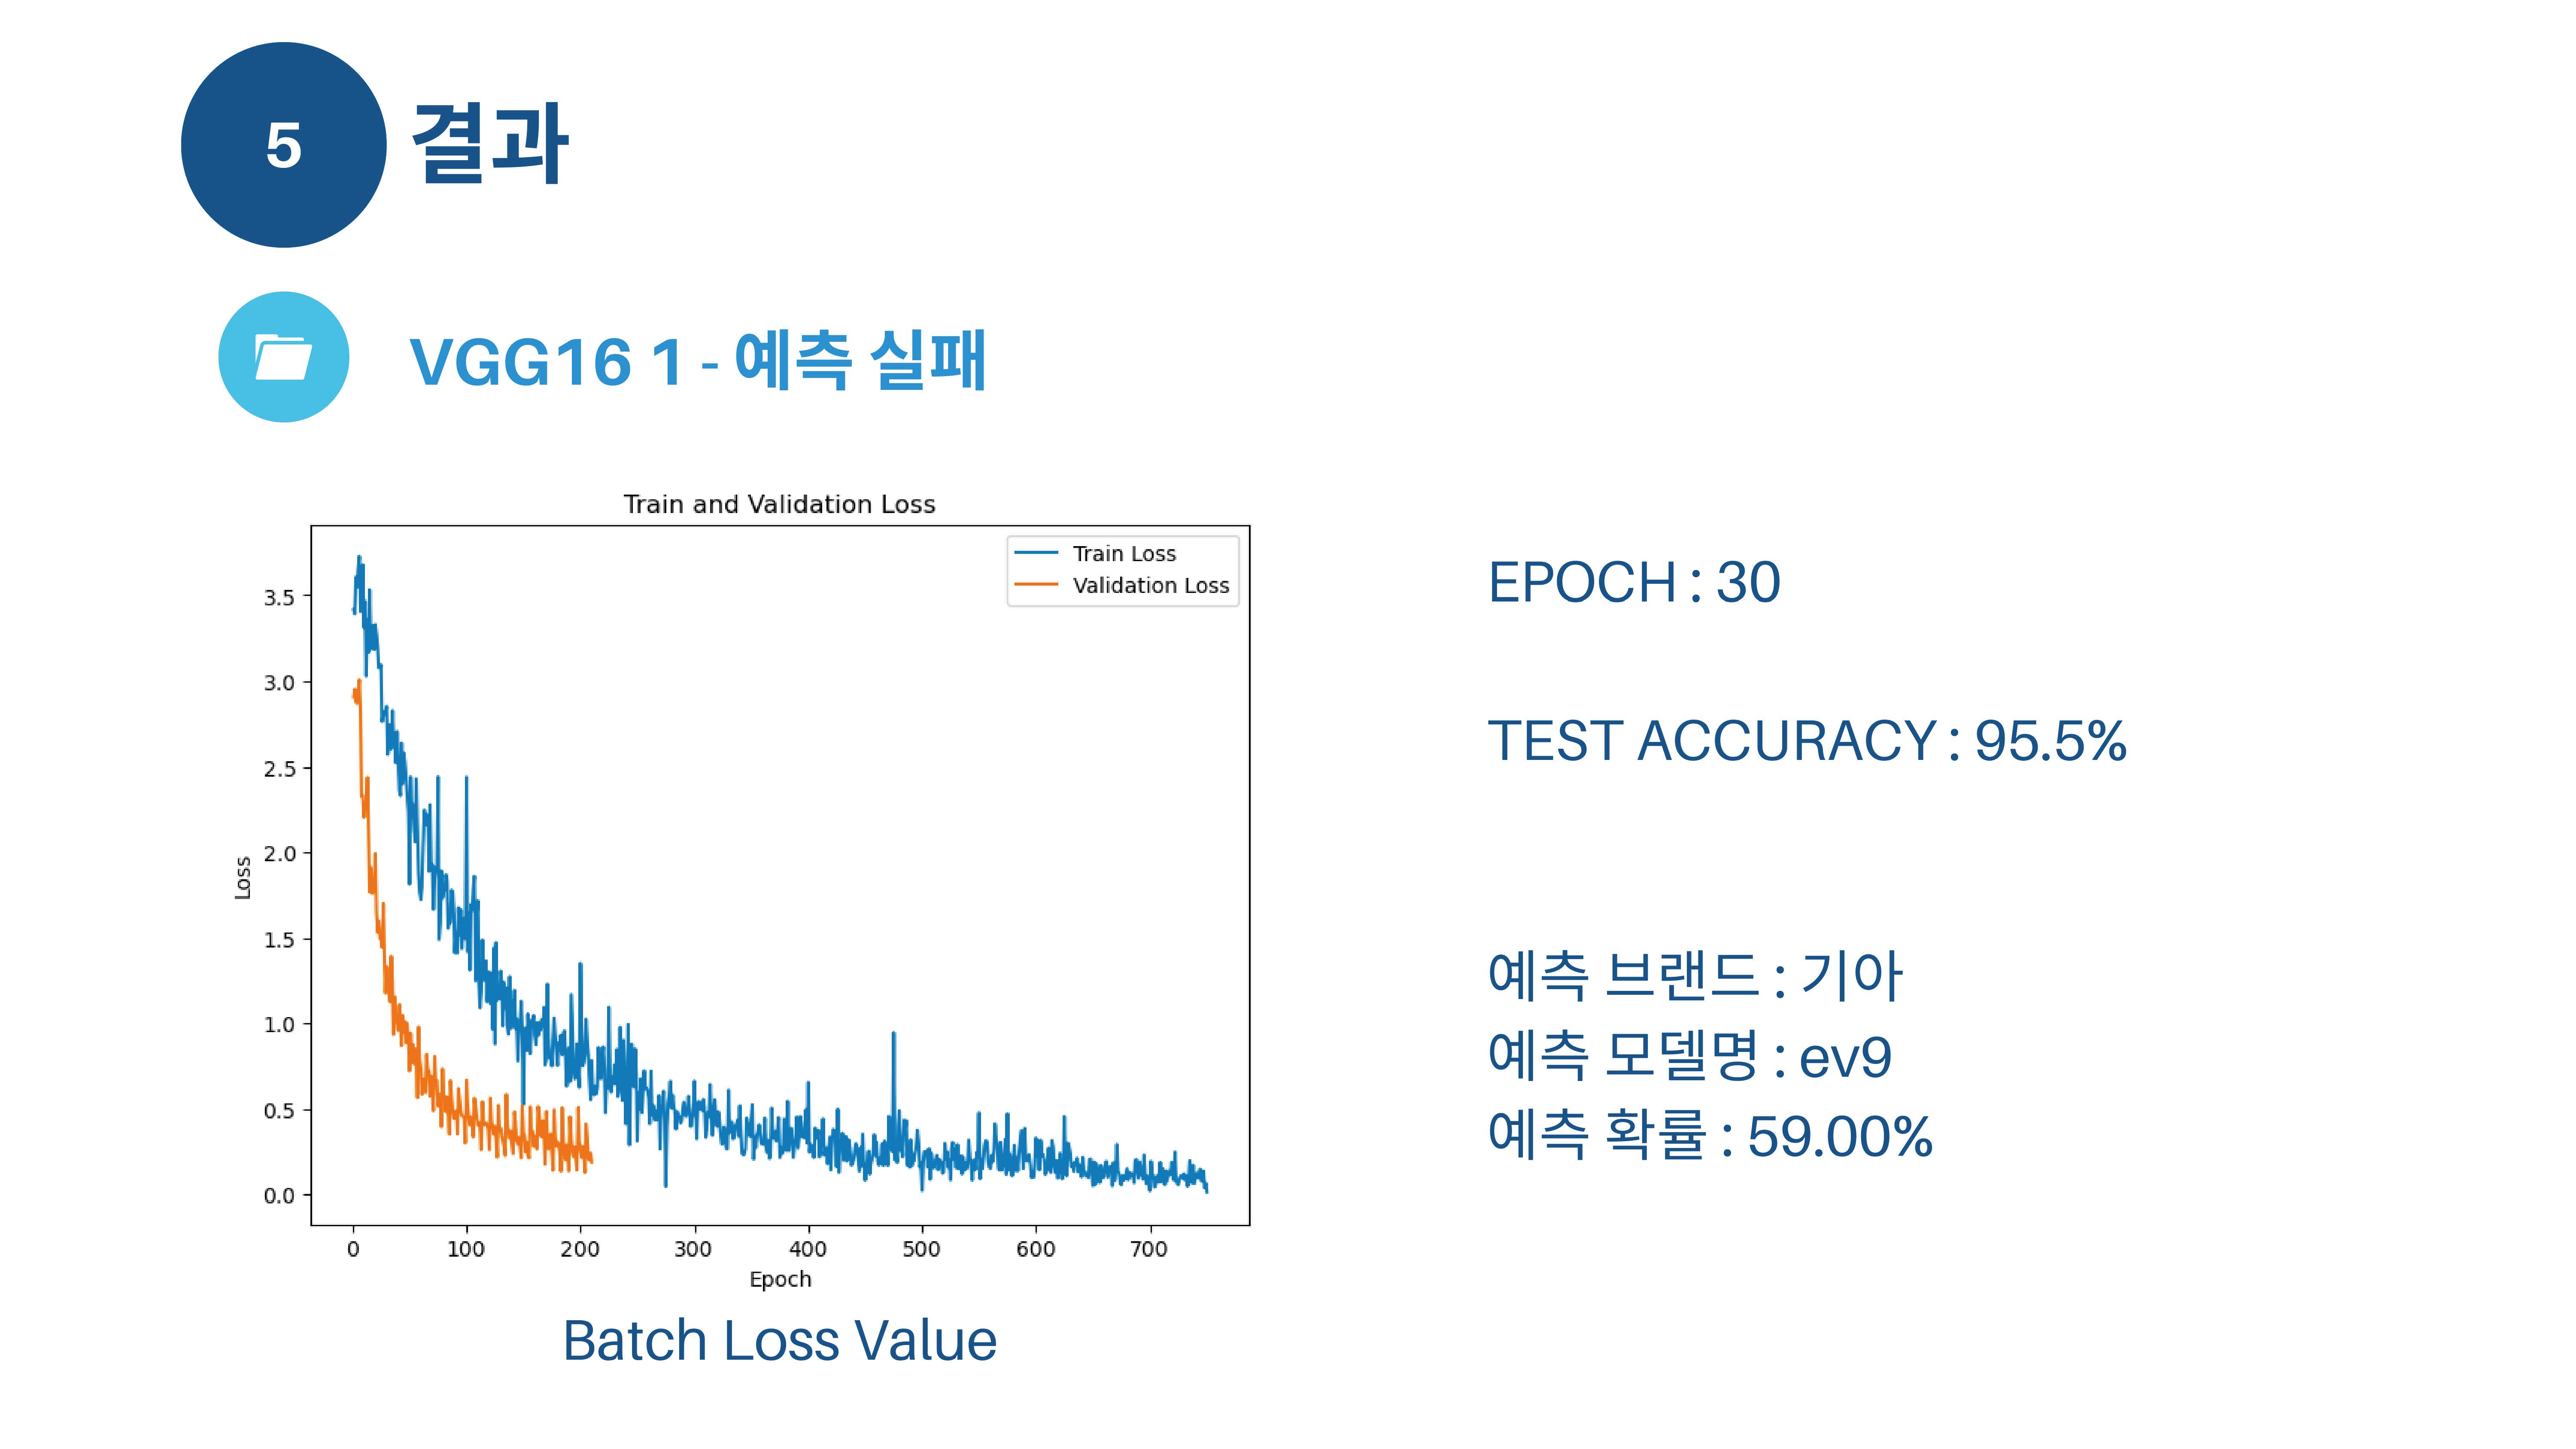 5
결과
VGG16 1 - 예측 실패
Train and Validation Loss
Train Loss
Validation Loss
3.5
3.0
2.5
2.0
1.5
1.0
0.5
0.0
Loss
0 100 200 300 400 500 600 700
Epoch
Batch Loss Value
EPOCH : 30
TEST ACCURACY : 95.5%
예측 브랜드 : 기아
예측 모델명 : ev9
예측 확률 : 59.00%